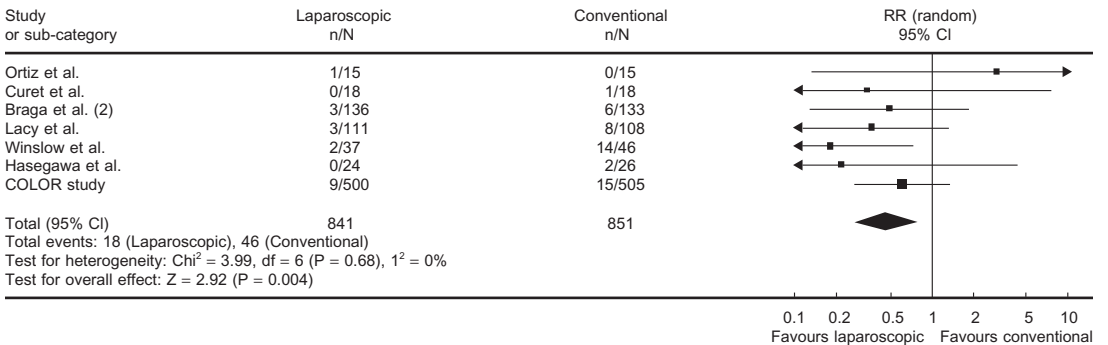 Study Laparoscopic Conventional RR (random)
or sub-category n/N n/N 95% CI
Ortiz et al. 1/15 0/15
Curet et al. 0/18 1/18
Braga et al. (2) 3/136 6/133
Lacy et al. 3/111 8/108
Winslow et al. 2/37 14/46
Hasegawa et al. 0/24 2/26
COLOR study 9/500 15/505
Total (95% CI) 841 851
Total events: 18 (Laparoscopic), 46 (Conventional)
Test for heterogeneity: Chi² = 3.99, df = 6 (P = 0.68), 1² = 0%
Test for overall effect: Z = 2.92 (P = 0.004)
0.1 0.2 0.5 1 2 5 10
Favours laparoscopic Favours conventional